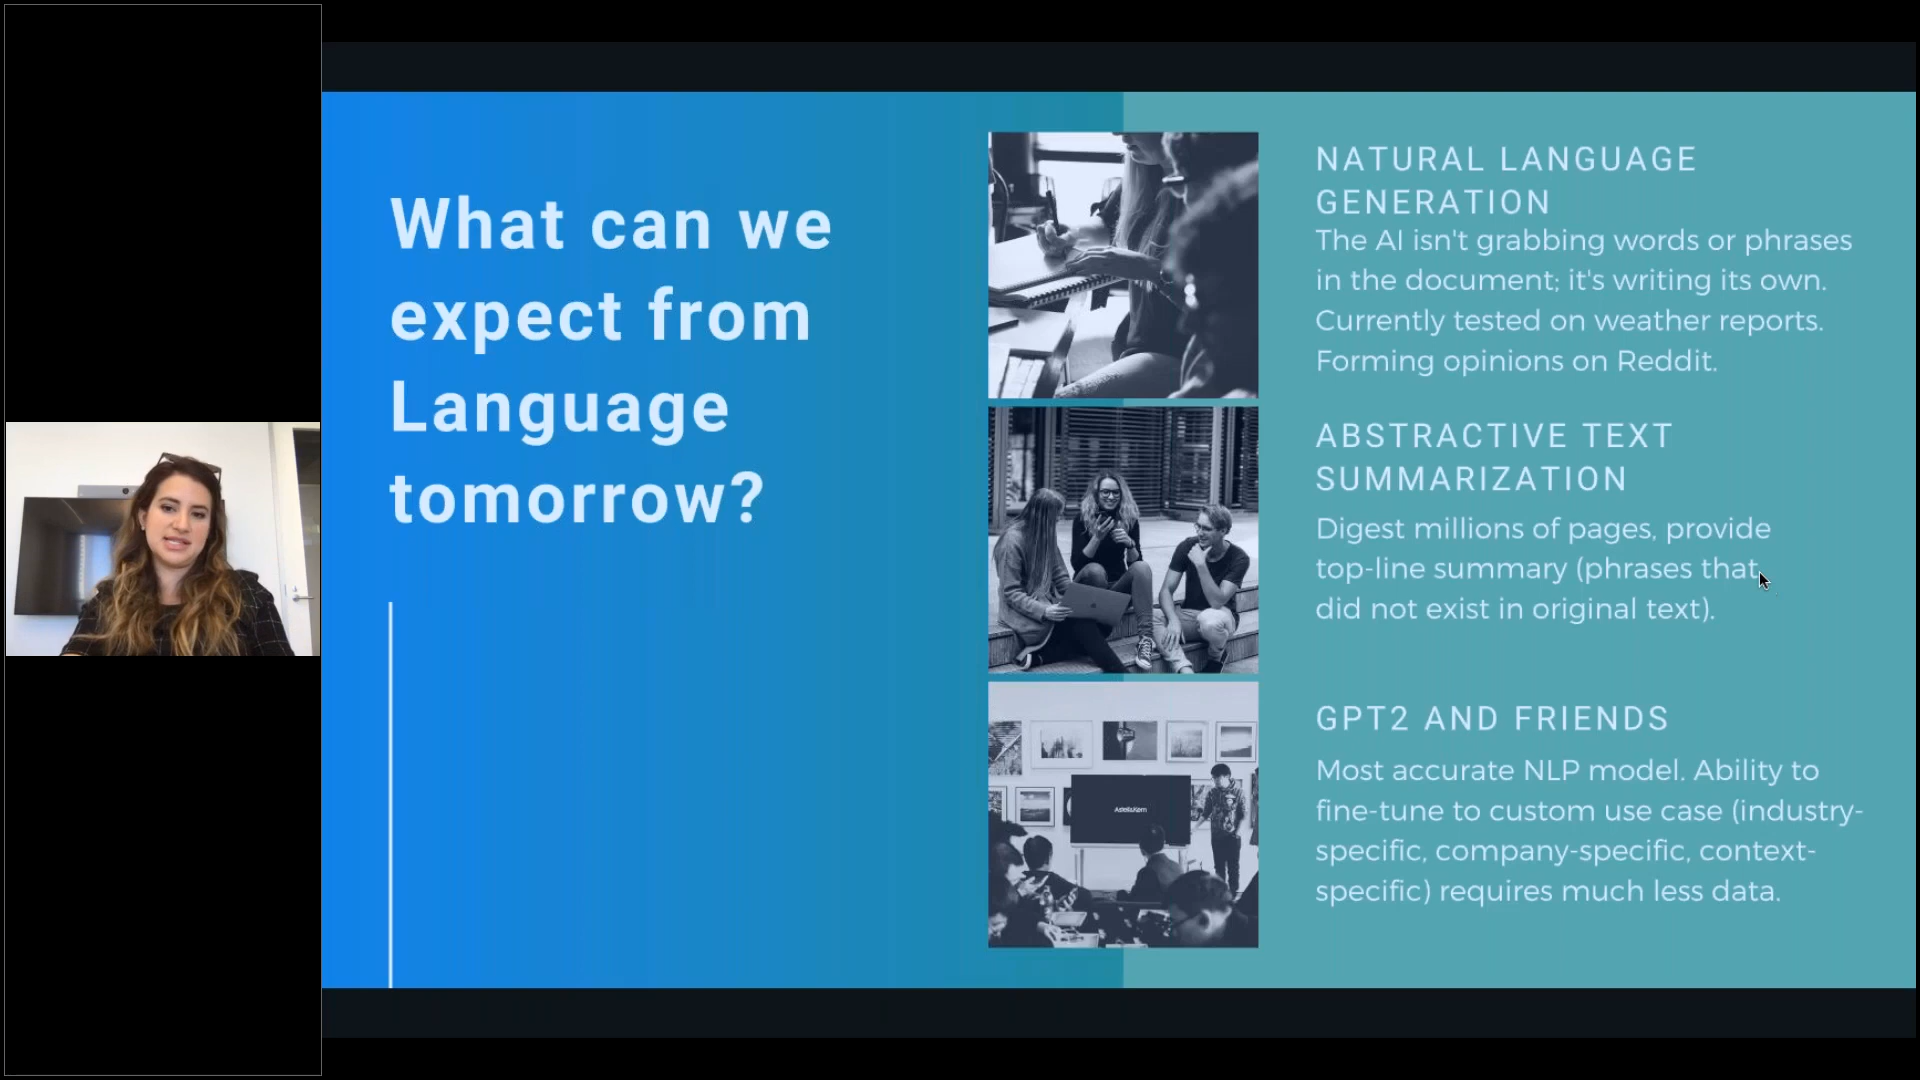 What can we
expect from
Language
tomorrow?
NATURAL LANGUAGE
GENERATION
The AI isn't grabbing words or phrases
in the document; it's writing its own.
Currently tested on weather reports.
Forming opinions on Reddit.
ABSTRACTIVE TEXT
SUMMARIZATION
Digest millions of pages, provide
top-line summary (phrases that
did not exist in original text).
GPT2 AND FRIENDS
Most accurate NLP model. Ability to
fine-tune to custom use case (industry-
specific, company-specific, context-
specific) requires much less data.